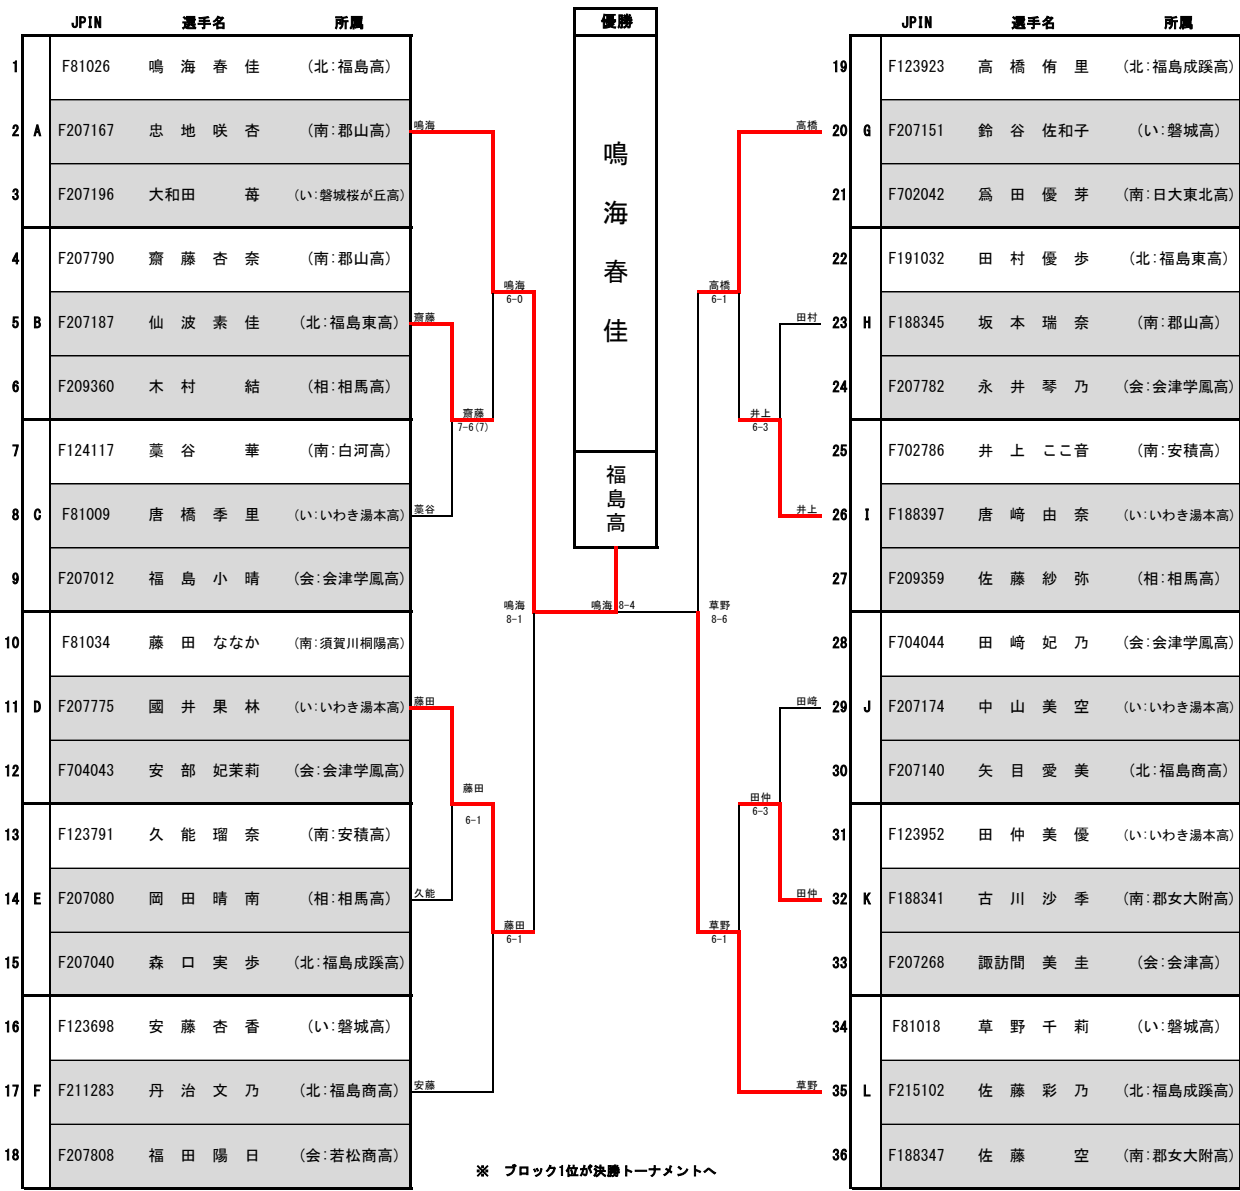 JPIN 選手名 所属
1 F81026 鳴 海 春 佳 (北:福島高)
2 A F207167 忠 地 咲 杏 (南:郡山高)
3 F207196 大和田 苺 (い:磐城桜が丘高)
4 F207790 齋 藤 杏 奈 (南:郡山高)
5 B F207187 仙 波 素 佳 (北:福島東高)
6 F209360 木 村 結 (相:相馬高)
7 F124117 藁 谷 華 (南:白河高)
8 C F81009 唐 橋 季 里 (い:いわき湯本高)
9 F207012 福 島 小 晴 (会:会津学鳳高)
10 F81034 藤 田 ななか (南:須賀川桐陽高)
11 D F207775 國 井 果 林 (い:いわき湯本高)
12 F704043 安 部 妃茉莉 (会:会津学鳳高)
13 F123791 久 能 瑠 奈 (南:安積高)
14 E F207080 岡 田 晴 南 (相:相馬高)
15 F207040 森 口 実 歩 (北:福島成蹊高)
16 F123698 安 藤 杏 香 (い:磐城高)
17 F F211283 丹 治 文 乃 (北:福島商高)
18 F207808 福 田 陽 日 (会:若松商高)
鳴海
齋藤
藁谷
藤田
久能
安藤
齋藤
7-6(7)
藤田
6-1
鳴海
6-0
藤田
6-1
鳴海
8-1
優勝
鳴海春佳
福島高
鳴海 8-4
草野
8-6
高橋
6-1
草野
6-1
井上
6-3
田仲
6-3
高橋
田村
井上
田﨑
田仲
草野
JPIN 選手名 所属
19 F123923 高 橋 侑 里 (北:福島成蹊高)
20 G F207151 鈴 谷 佐和子 (い:磐城高)
21 F702042 爲 田 優 芽 (南:日大東北高)
22 F191032 田 村 優 歩 (北:福島東高)
23 H F188345 坂 本 瑞 奈 (南:郡山高)
24 F207782 永 井 琴 乃 (会:会津学鳳高)
25 F702786 井 上 ここ音 (南:安積高)
26 I F188397 唐 﨑 由 奈 (い:いわき湯本高)
27 F209359 佐 藤 紗 弥 (相:相馬高)
28 F704044 田 﨑 妃 乃 (会:会津学鳳高)
29 J F207174 中 山 美 空 (い:いわき湯本高)
30 F207140 矢 目 愛 美 (北:福島商高)
31 F123952 田 仲 美 優 (い:いわき湯本高)
32 K F188341 古 川 沙 季 (南:郡女大附高)
33 F207268 諏訪間 美 圭 (会:会津高)
34 F81018 草 野 千 莉 (い:磐城高)
35 L F215102 佐 藤 彩 乃 (北:福島成蹊高)
36 F188347 佐 藤 空 (南:郡女大附高)
※ ブロック1位が決勝トーナメントへ